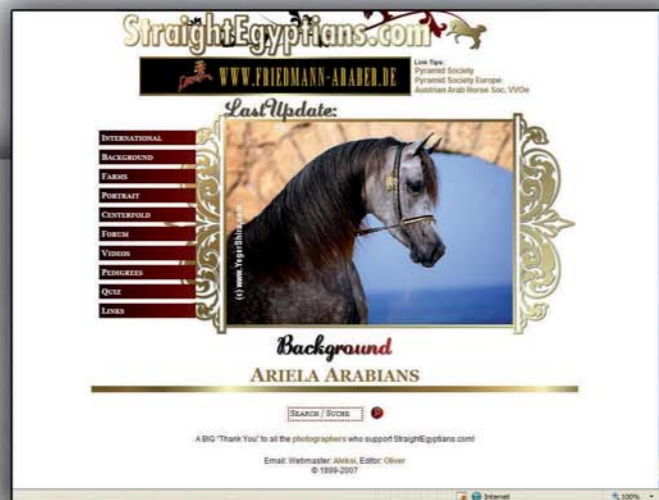 StraightEgyptians.com
WWW.FRIEDMANN-ARABER.DE
Link Tips:
Pyramid Society
Pyramid Society Europe
Austrian Arab Horse Soc, VVOe
Last Update:
INTERNATIONAL
BACKGROUND
FARMS
PORTRAIT
CENTERFOLD
FORUM
VIDEOS
PEDIGREES
QUIZ
LINKS
(c) www.YegerShira.com
Background
ARIELA ARABIANS
SEARCH / SUCHE
A BIG "Thank You" to all the photographers who support StraightEgyptians.com!
Email: Webmaster: Aleksi, Editor: Oliver
© 1999-2007
Internet
100%